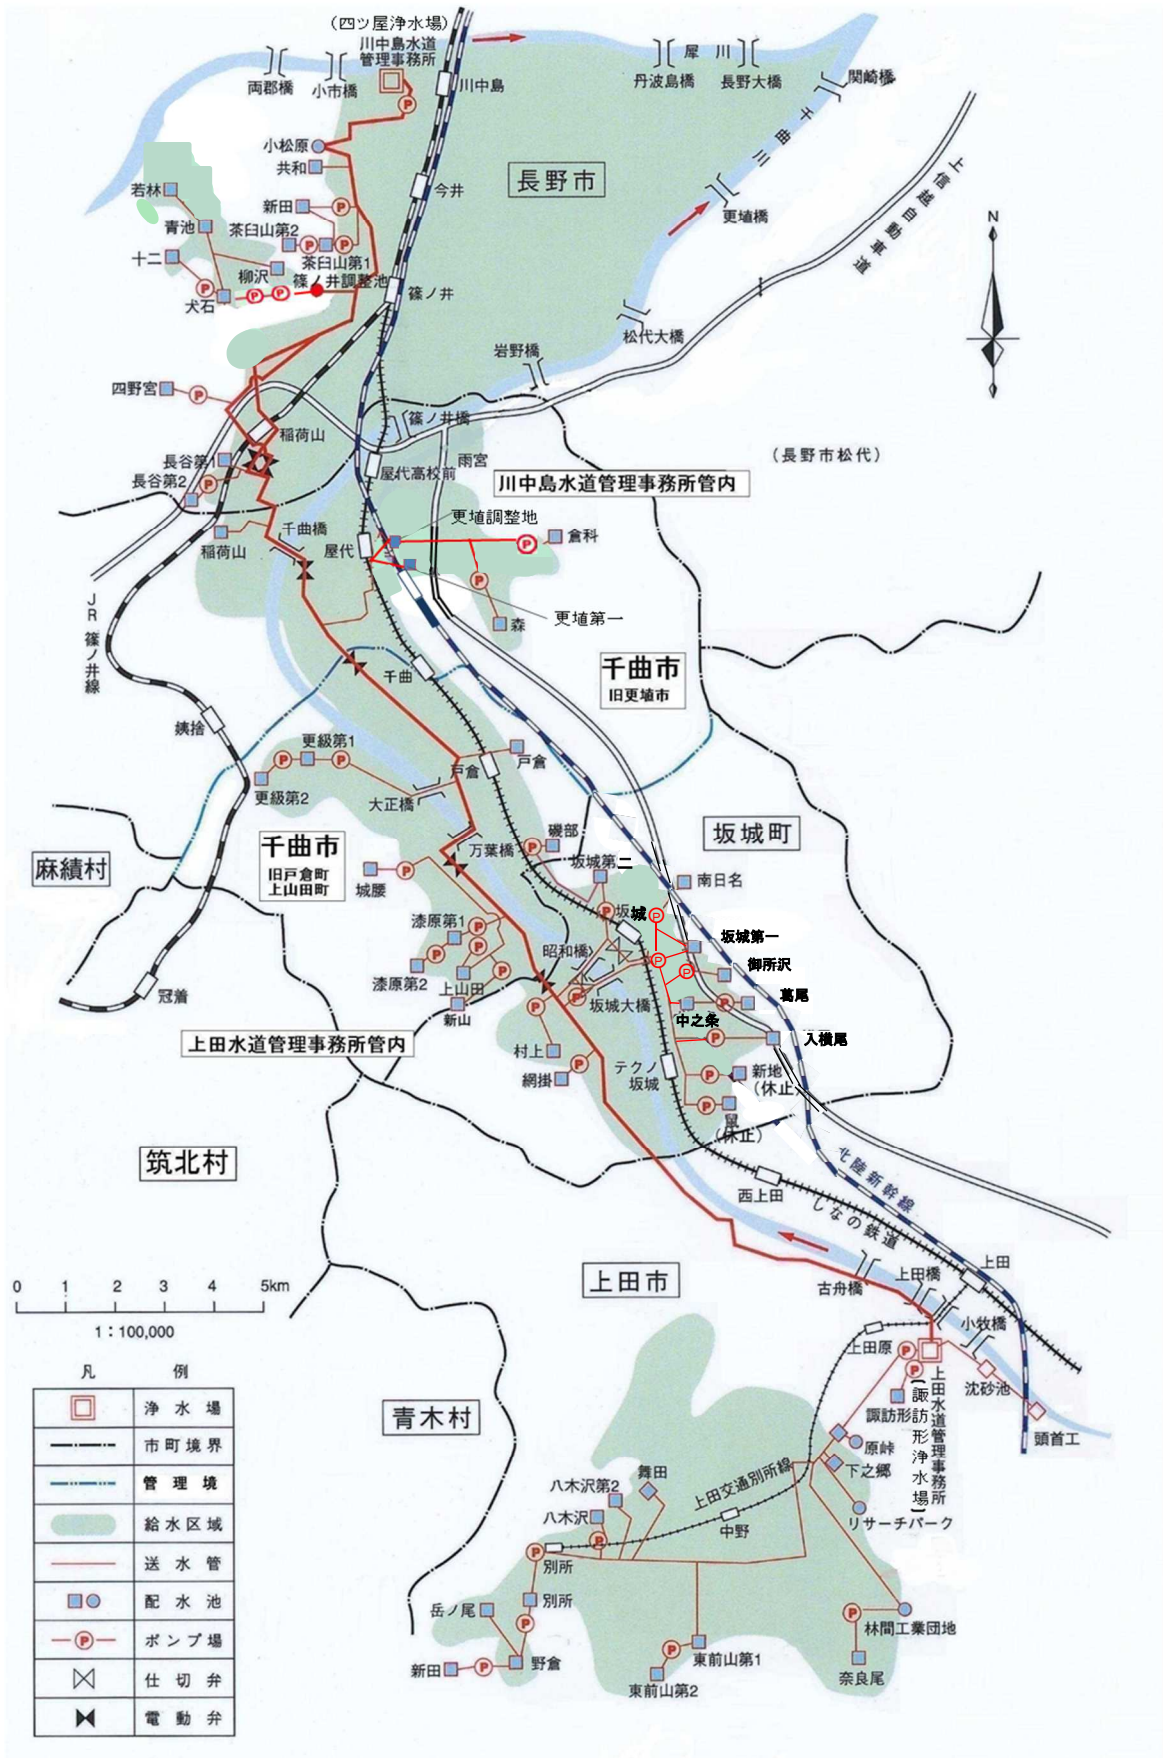 (四ツ屋浄水場)
川中島水道
管理事務所
両郡橋
小市橋
川中島
丹波島橋
犀川
長野大橋
関崎橋
千曲川
小松原
共和
若林
新田
今井
長野市
更埴橋
上信越自動車道
N
青池
茶臼山第2
十二
柳沢
茶臼山第1
篠ノ井調整池
犬石
篠ノ井
松代大橋
岩野橋
四野宮
篠ノ井橋
稲荷山
(長野市松代)
長谷第1
長谷第2
屋代高校前
雨宮
川中島水道管理事務所管内
更埴調整地
千曲橋
稲荷山
屋代
倉科
JR篠ノ井線
更埴第一
森
千曲市
旧更埴市
千曲
姨捨
更級第1
更級第2
戸倉
戸倉
大正橋
坂城町
麻績村
千曲市
旧戸倉町
上山田町
万葉橋
磯部
坂城第二
城腰
南日名
坂城
漆原第1
坂城第一
昭和橋
御所沢
漆原第2
上山田
葛尾
冠着
新山
坂城大橋
中之条
入横尾
上田水道管理事務所管内
村上
網掛
テクノ
坂城
新地
(休止)
鼠
(休止)
筑北村
北陸新幹線
西上田
しなの鉄道
上田市
古舟橋
上田橋
上田
小牧橋
0 1 2 3 4 5km
1：100,000
凡例
浄水場
市町境界
管理境
給水区域
送水管
配水池
ポンプ場
仕切弁
電動弁
上田原
沈砂池
上田水道管理事務所
(諏訪形浄水場)
諏訪形
頭首工
青木村
原峠
下之郷
八木沢第2
舞田
上田交通別所線
八木沢
リサーチパーク
中野
別所
別所
岳ノ尾
林間工業団地
新田
野倉
東前山第1
奈良尾
東前山第2
P